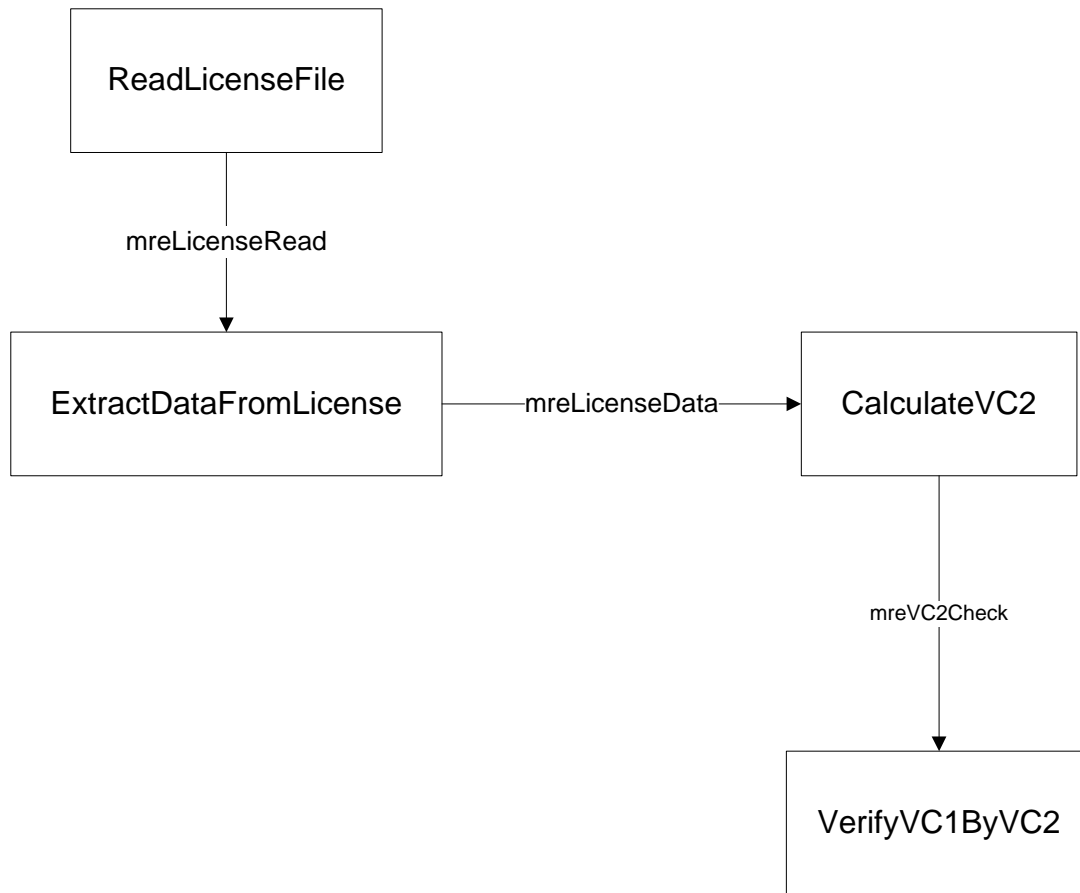 ReadLicenseFile
mreLicenseRead
ExtractDataFromLicense
mreLicenseData
CalculateVC2
mreVC2Check
VerifyVC1ByVC2